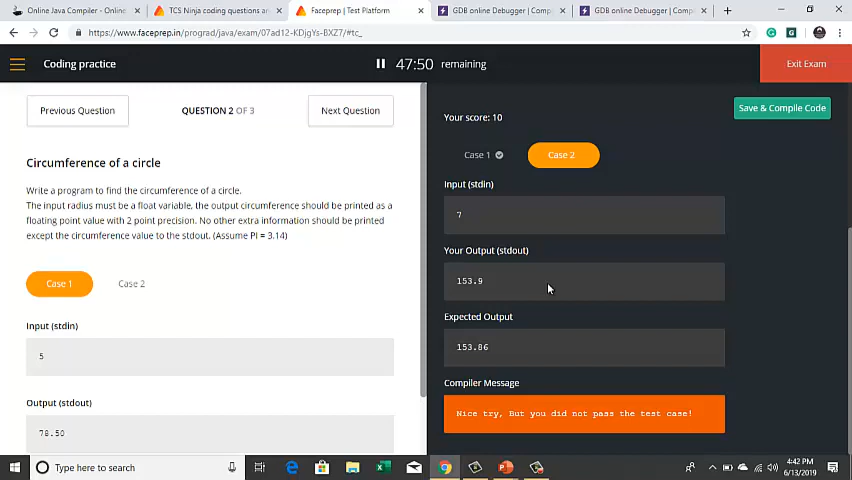 Online Java Compiler - Online
TCS Ninja coding questions an
Faceprep | Test Platform
GDB online Debugger | Comp
GDB online Debugger | Comp
https://www.faceprep.in/prograd/java/exam/07ad12-KDjgYs-BXZ7/#tc_
Coding practice
47:50 remaining
Exit Exam
Previous Question
QUESTION 2 OF 3
Next Question
Your score: 10
Save & Compile Code
Circumference of a circle
Case 1
Case 2
Write a program to find the circumference of a circle.
The input radius must be a float variable, the output circumference should be printed as a
floating point value with 2 point precision. No other extra information should be printed
except the circumference value to the stdout. (Assume PI = 3.14)
Input (stdin)
7
Your Output (stdout)
153.9
Case 1
Case 2
Expected Output
153.86
Input (stdin)
5
Compiler Message
Nice try, But you did not pass the test case!
Output (stdout)
78.50
Type here to search
4:42 PM
6/13/2019